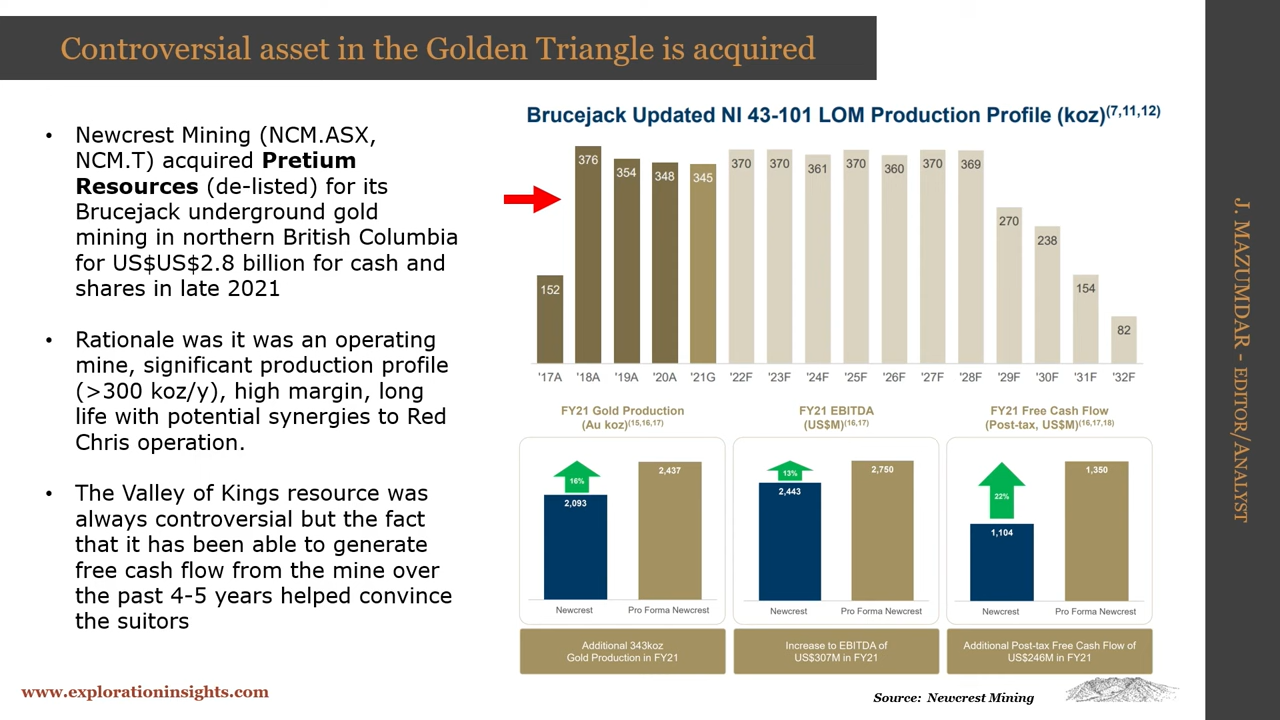 Controversial asset in the Golden Triangle is acquired
• Newcrest Mining (NCM.ASX,
NCM.T) acquired Pretium
Resources (de-listed) for its
Brucejack underground gold
mining in northern British Columbia
for US$US$2.8 billion for cash and
shares in late 2021
• Rationale was it was an operating
mine, significant production profile
(>300 koz/y), high margin, long
life with potential synergies to Red
Chris operation.
• The Valley of Kings resource was
always controversial but the fact
that it has been able to generate
free cash flow from the mine over
the past 4-5 years helped convince
the suitors
Brucejack Updated NI 43-101 LOM Production Profile (koz)(7,11,12)
152 376 354 348 345 370 370 361 370 360 370 369 270 238 154 82
'17A '18A '19A '20A '21G '22F '23F '24F '25F '26F '27F '28F '29F '30F '31F '32F
FY21 Gold Production
(Au koz)(15,16,17)
16%
2,093
2,437
Newcrest
Pro Forma Newcrest
Additional 343koz
Gold Production in FY21
FY21 EBITDA
(US$M)(16,17)
13%
2,443
2,750
Newcrest
Pro Forma Newcrest
Increase to EBITDA of
US$307M in FY21
FY21 Free Cash Flow
(Post-tax, US$M)(16,17,18)
22%
1,104
1,350
Newcrest
Pro Forma Newcrest
Additional Post-tax Free Cash Flow of
US$246M in FY21
www.explorationinsights.com
Source: Newcrest Mining
J. MAZUMDAR - EDITOR/ANALYST